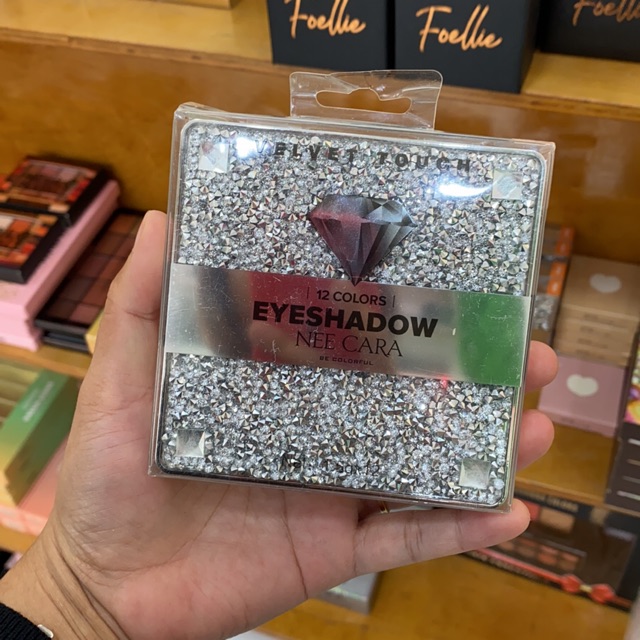 Foellie
Foellie
Foellie
VELVET TOUCH
| 12 COLORS |
EYESHADOW
NEE CARA
BE COLORFUL